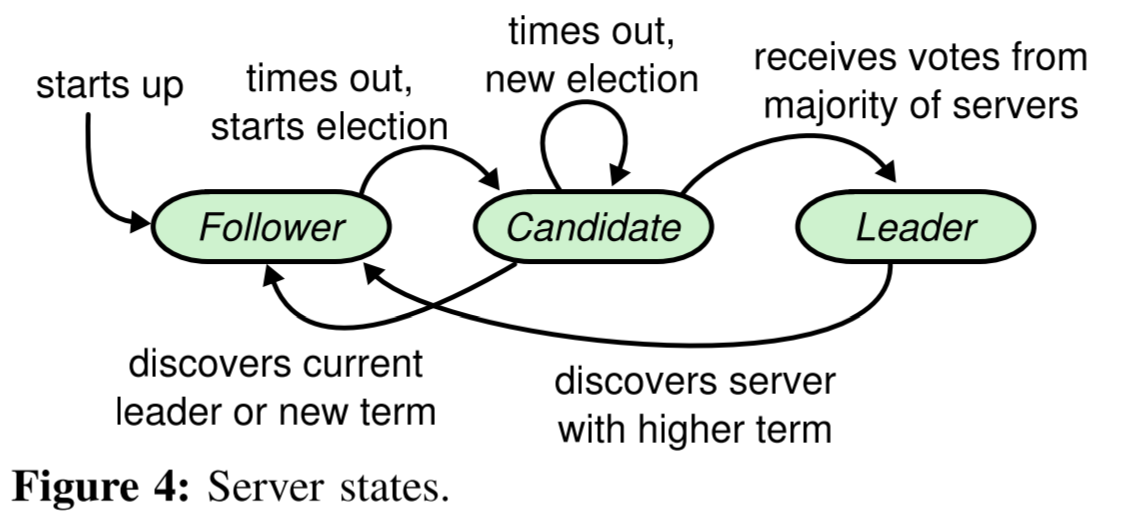 starts up
times out,
starts election
times out,
new election
receives votes from
majority of servers
Follower
Candidate
Leader
discovers current
leader or new term
discovers server
with higher term
Figure 4: Server states.